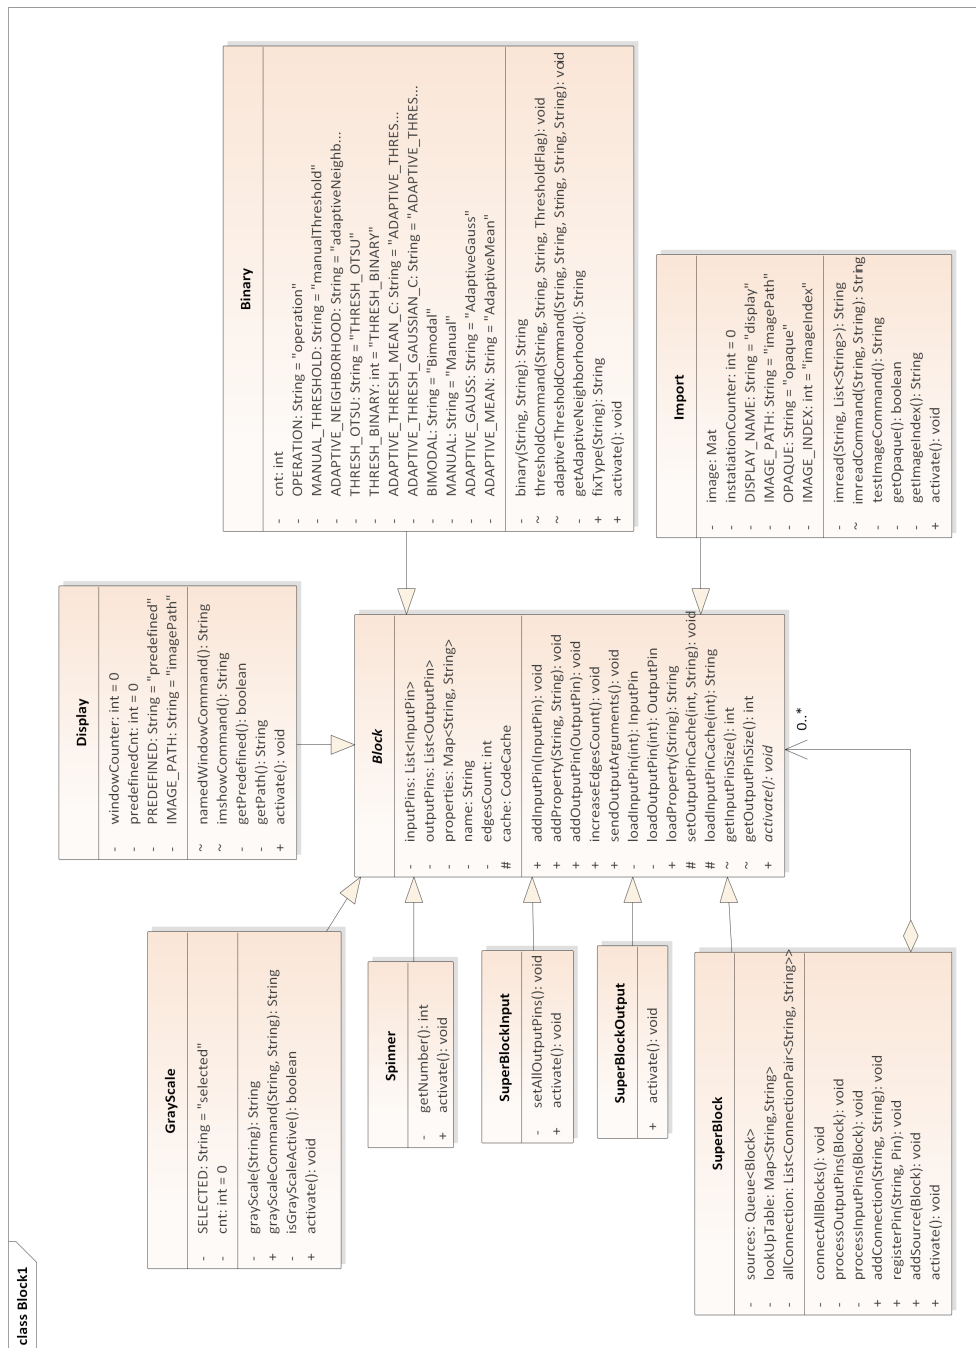 class Block1
GrayScale
- SELECTED: String = "selected"
- cnt: int = 0
- grayScale(String): String
+ grayScaleCommand(String, String): String
- isGrayScaleActive(): boolean
+ activate(): void
Display
- windowCounter: int = 0
- predefinedCnt: int = 0
- PREDEFINED: String = "predefined"
- IMAGE_PATH: String = "imagePath"
~ namedWindowCommand(): String
~ imshowCommand(): String
- getPredefined(): boolean
- getPath(): String
+ activate(): void
Binary
- cnt: int
- OPERATION: String = "operation"
- MANUAL_THRESHOLD: String = "manualThreshold"
- ADAPTIVE_NEIGHBORHOOD: String = "adaptiveNeighb...
- THRESH_OTSU: String = "THRESH_OTSU"
- THRESH_BINARY: int = "THRESH_BINARY"
- ADAPTIVE_THRESH_MEAN_C: String = "ADAPTIVE_THRES...
- ADAPTIVE_THRESH_GAUSSIAN_C: String = "ADAPTIVE_THRES...
- BIMODAL: String = "Bimodal"
- MANUAL: String = "Manual"
- ADAPTIVE_GAUSS: String = "AdaptiveGauss"
- ADAPTIVE_MEAN: String = "AdaptiveMean"
- binary(String, String): String
~ thresholdCommand(String, String, String, ThresholdFlag): void
~ adaptiveThresholdCommand(String, String, String, String, String): void
- getAdaptiveNeighborhood(): String
+ fixType(String): String
+ activate(): void
Spinner
- getNumber(): int
+ activate(): void
SuperBlockInput
- setAllOutputPins(): void
+ activate(): void
SuperBlockOutput
+ activate(): void
Block
- inputPins: List<InputPin>
- outputPins: List<OutputPin>
- properties: Map<String, String>
- name: String
- edgesCount: int
# cache: CodeCache
+ addInputPin(InputPin): void
+ addProperty(String, String): void
+ addOutputPin(OutputPin): void
+ increaseEdgesCount(): void
+ sendOutputArguments(): void
- loadInputPin(int): InputPin
- loadOutputPin(int): OutputPin
+ loadProperty(String): String
# setOutputPinCache(int, String): void
# loadInputPinCache(int): String
~ getInputPinSize(): int
~ getOutputPinSize(): int
+ activate(): void
Import
- image: Mat
- instantiationCounter: int = 0
- DISPLAY_NAME: String = "display"
- IMAGE_PATH: String = "imagePath"
- OPAQUE: String = "opaque"
- IMAGE_INDEX: int = "imageIndex"
- imread(String, List<String>): String
~ imreadCommand(String, String): String
- testImageCommand(): String
- getOpaque(): boolean
- getImageIndex(): String
+ activate(): void
SuperBlock
- sources: Queue<Block>
- lookUpTable: Map<String,String>
- allConnection: List<ConnectionPair<String, String>>
- connectAllBlocks(): void
- processOutputPins(Block): void
- processInputPins(Block): void
+ addConnection(String, String): void
+ registerPin(String, Pin): void
+ addSource(Block): void
+ activate(): void
0..*